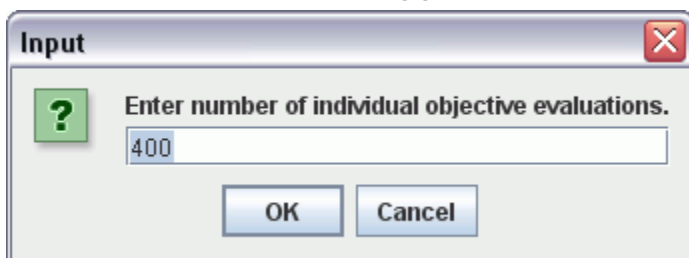 Input
?
Enter number of individual objective evaluations.
400
OK Cancel